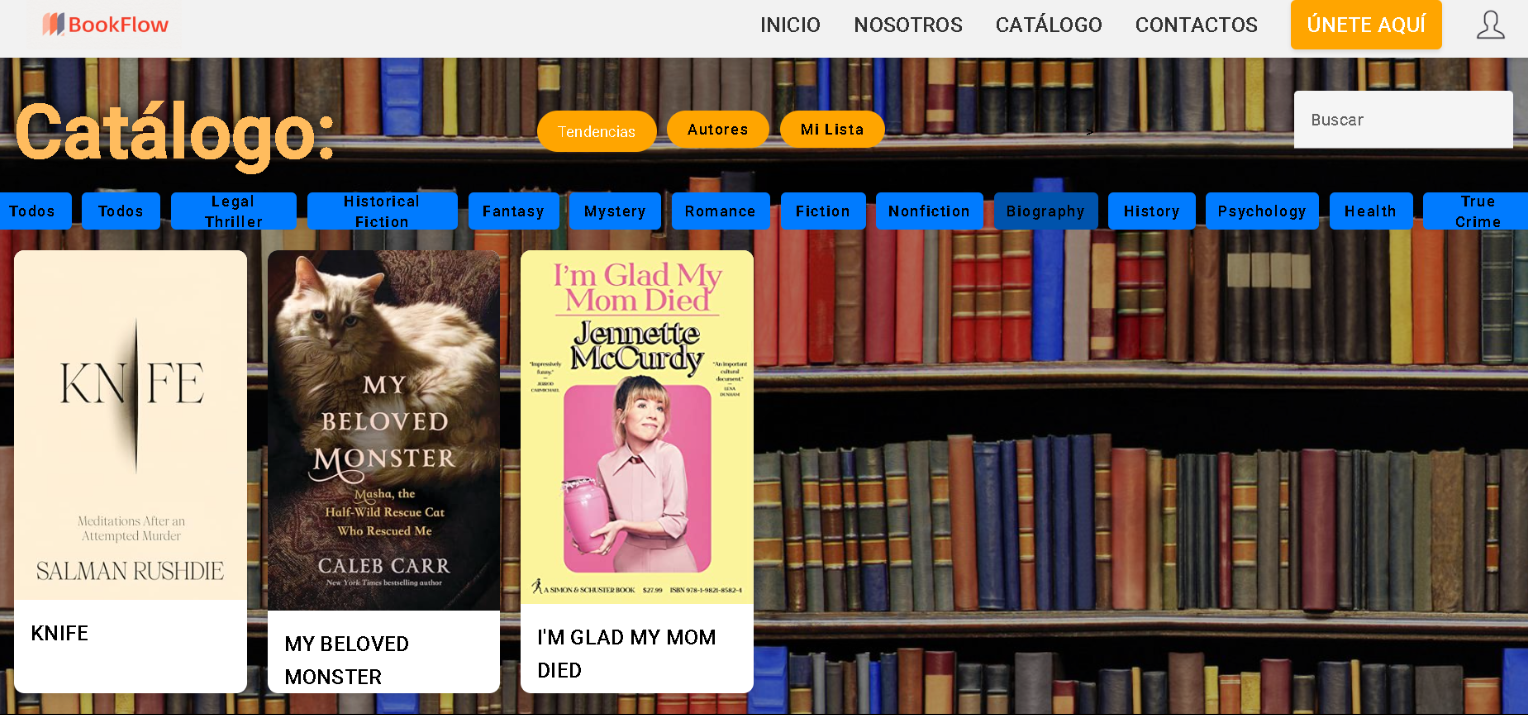 BookFlow
INICIO
NOSOTROS
CATÁLOGO
CONTACTOS
ÚNETE AQUÍ
Catálogo:
Tendencias
Autores
Mi Lista
>
Buscar
Todos
Todos
Legal
Thriller
Historical
Fiction
Fantasy
Mystery
Romance
Fiction
Nonfiction
Biography
History
Psychology
Health
True
Crime
KNIFE
Meditations After an
Attempted Murder
SALMAN RUSHDIE
KNIFE
MY
BELOVED
MONSTER
Masha, the
Half-Wild Rescue Cat
Who Rescued Me
CALEB CARR
New York Times bestselling author
MY BELOVED
MONSTER
I'm Glad My
Mom Died
Jennette
McCurdy
"Impressively
funny."
— JERROD
CARMICHAEL
"An important
cultural
document."
— LENA
DUNHAM
A SIMON & SCHUSTER BOOK $27.99 ISBN 978-1-9821-8582-4
I'M GLAD MY MOM
DIED